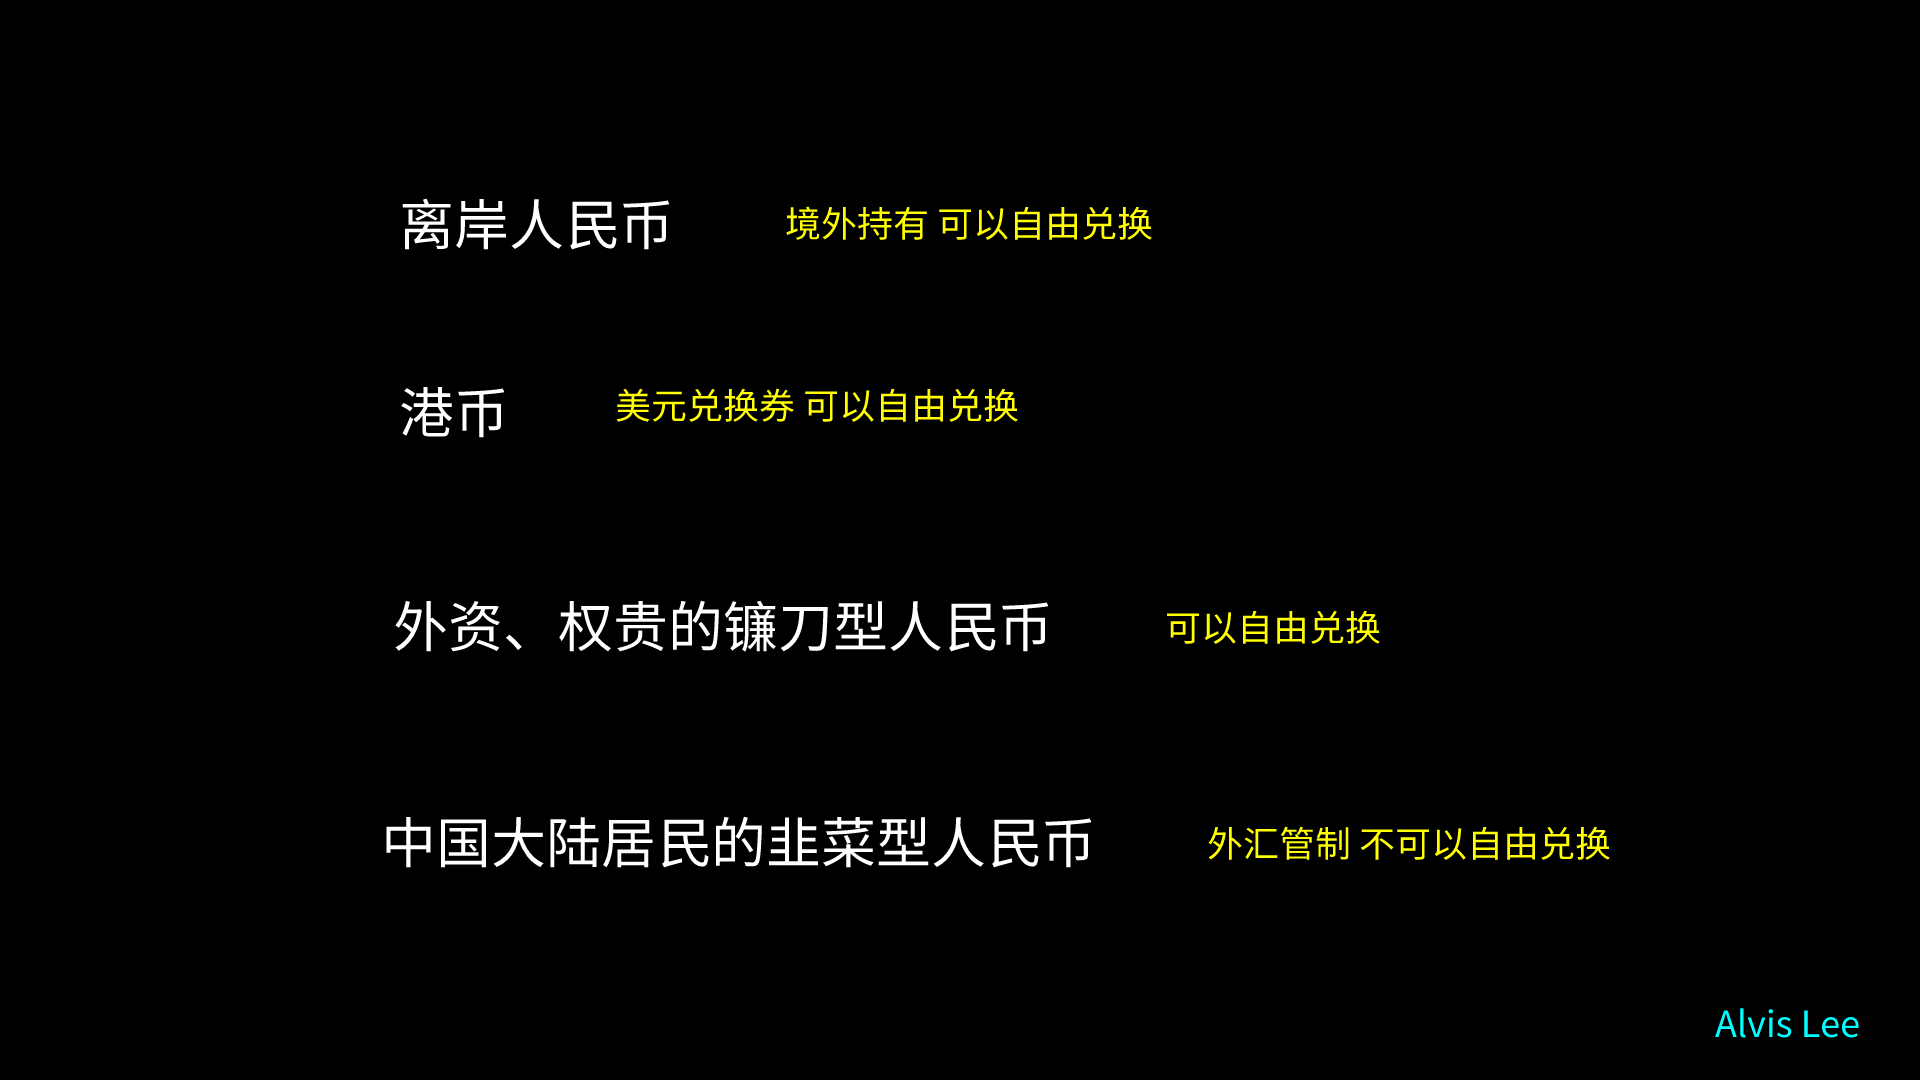 离岸人民币 境外持有 可以自由兑换
港币 美元兑换券 可以自由兑换
外资、权贵的镰刀型人民币 可以自由兑换
中国大陆居民的韭菜型人民币 外汇管制 不可以自由兑换
Alvis Lee